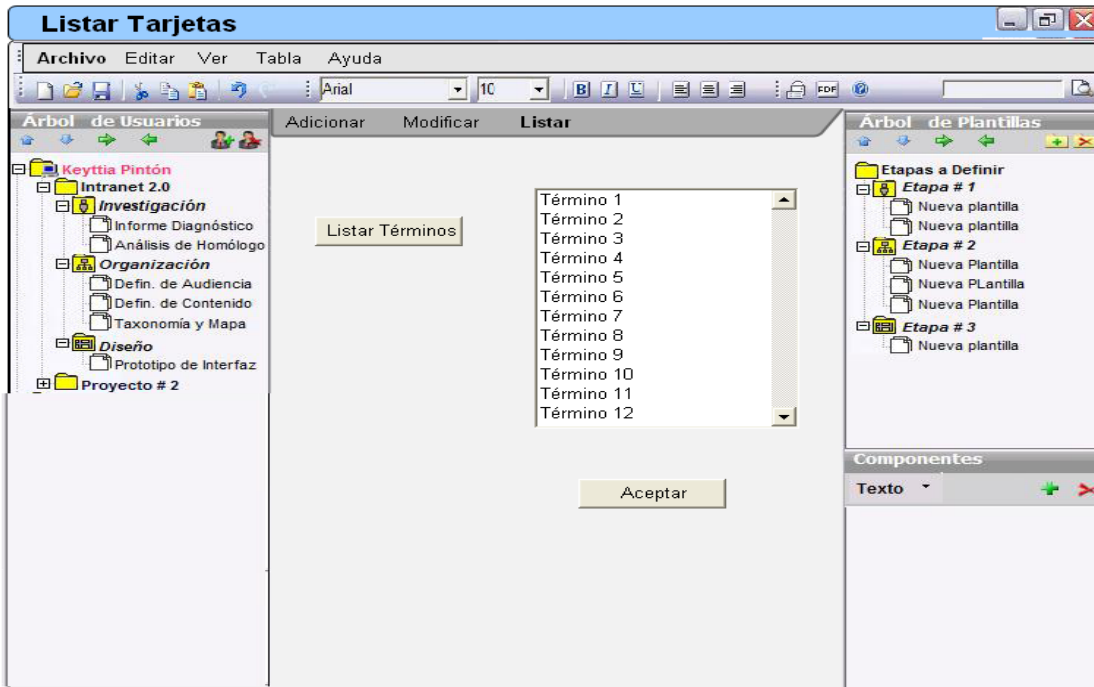 Listar Tarjetas
Archivo Editar Ver Tabla Ayuda
Arial 10 B I U PDF
Árbol de Usuarios
Keyttia Pintón
Intranet 2.0
Investigación
Informe Diagnóstico
Análisis de Homólogo
Organización
Defin. de Audiencia
Defin. de Contenido
Taxonomía y Mapa
Diseño
Prototipo de Interfaz
Proyecto # 2
Adicionar Modificar Listar
Listar Términos
Término 1
Término 2
Término 3
Término 4
Término 5
Término 6
Término 7
Término 8
Término 9
Término 10
Término 11
Término 12
Aceptar
Árbol de Plantillas
Etapas a Definir
Etapa # 1
Nueva plantilla
Nueva plantilla
Etapa # 2
Nueva Plantilla
Nueva PLantilla
Nueva Plantilla
Etapa # 3
Nueva plantilla
Componentes
Texto